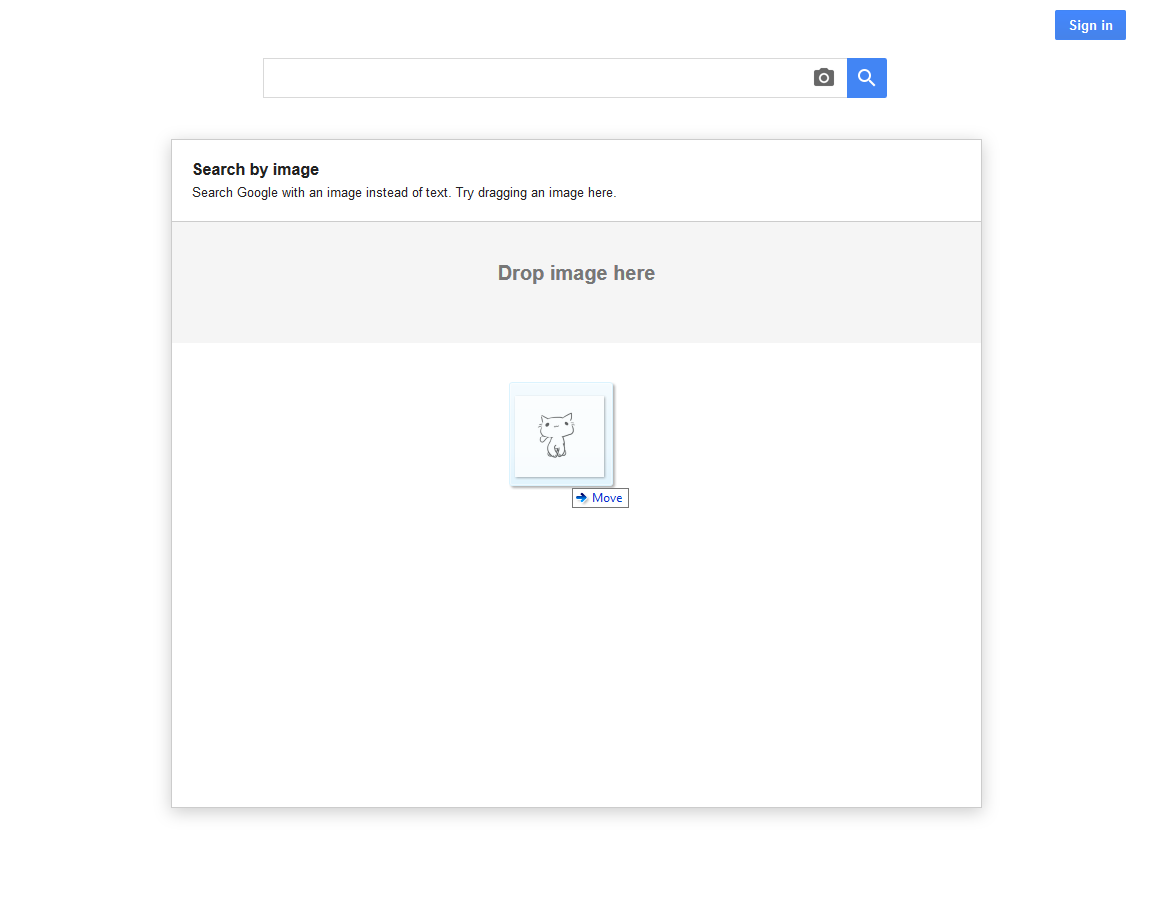 Sign in
Search by image
Search Google with an image instead of text. Try dragging an image here.
Drop image here
Move